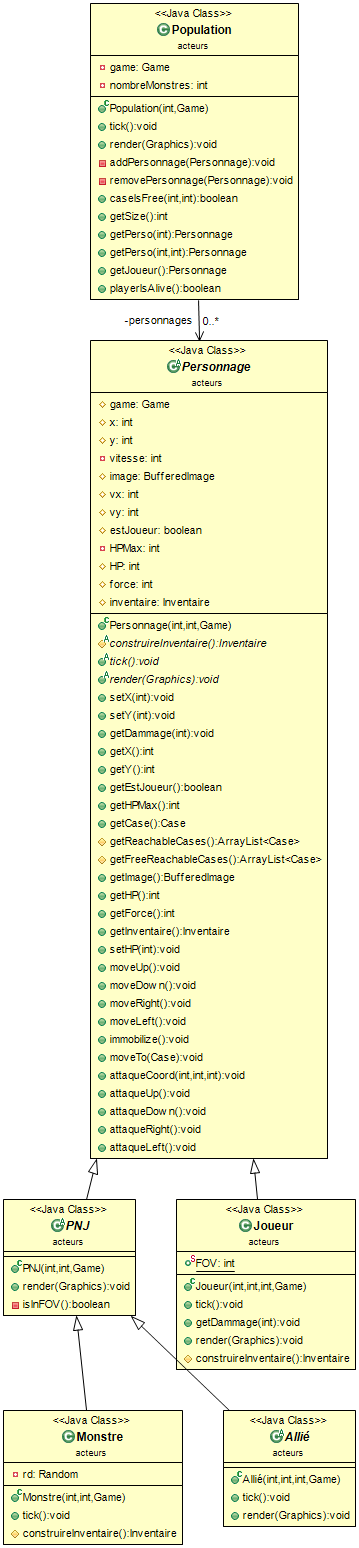 <<Java Class>>
Population
acteurs
game: Game
nombreMonstres: int
Population(int,Game)
tick():void
render(Graphics):void
addPersonnage(Personnage):void
removePersonnage(Personnage):void
caseIsFree(int,int):boolean
getSize():int
getPerso(int):Personnage
getPerso(int,int):Personnage
getJoueur():Personnage
playerIsAlive():boolean
-personnages 0..*
<<Java Class>>
Personnage
acteurs
game: Game
x: int
y: int
vitesse: int
image: BufferedImage
vx: int
vy: int
estJoueur: boolean
HPMax: int
HP: int
force: int
inventaire: Inventaire
Personnage(int,int,Game)
construireInventaire():Inventaire
tick():void
render(Graphics):void
setX(int):void
setY(int):void
getDammage(int):void
getX():int
getY():int
getEstJoueur():boolean
getHPMax():int
getCase():Case
getReachableCases():ArrayList<Case>
getFreeReachableCases():ArrayList<Case>
getImage():BufferedImage
getHP():int
getForce():int
getInventaire():Inventaire
setHP(int):void
moveUp():void
moveDown():void
moveRight():void
moveLeft():void
immobilize():void
moveTo(Case):void
attaqueCoord(int,int,int):void
attaqueUp():void
attaqueDown():void
attaqueRight():void
attaqueLeft():void
<<Java Class>>
PNJ
acteurs
PNJ(int,int,Game)
render(Graphics):void
isInFOV():boolean
<<Java Class>>
Joueur
acteurs
FOV: int
Joueur(int,int,int,Game)
tick():void
getDammage(int):void
render(Graphics):void
construireInventaire():Inventaire
<<Java Class>>
Monstre
acteurs
rd: Random
Monstre(int,int,Game)
tick():void
construireInventaire():Inventaire
<<Java Class>>
Allié
acteurs
Allié(int,int,int,Game)
tick():void
render(Graphics):void